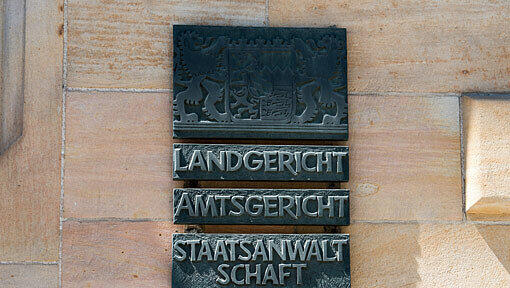 LANDGERICHT
AMTSGERICHT
STAATSANWALT
SCHAFT